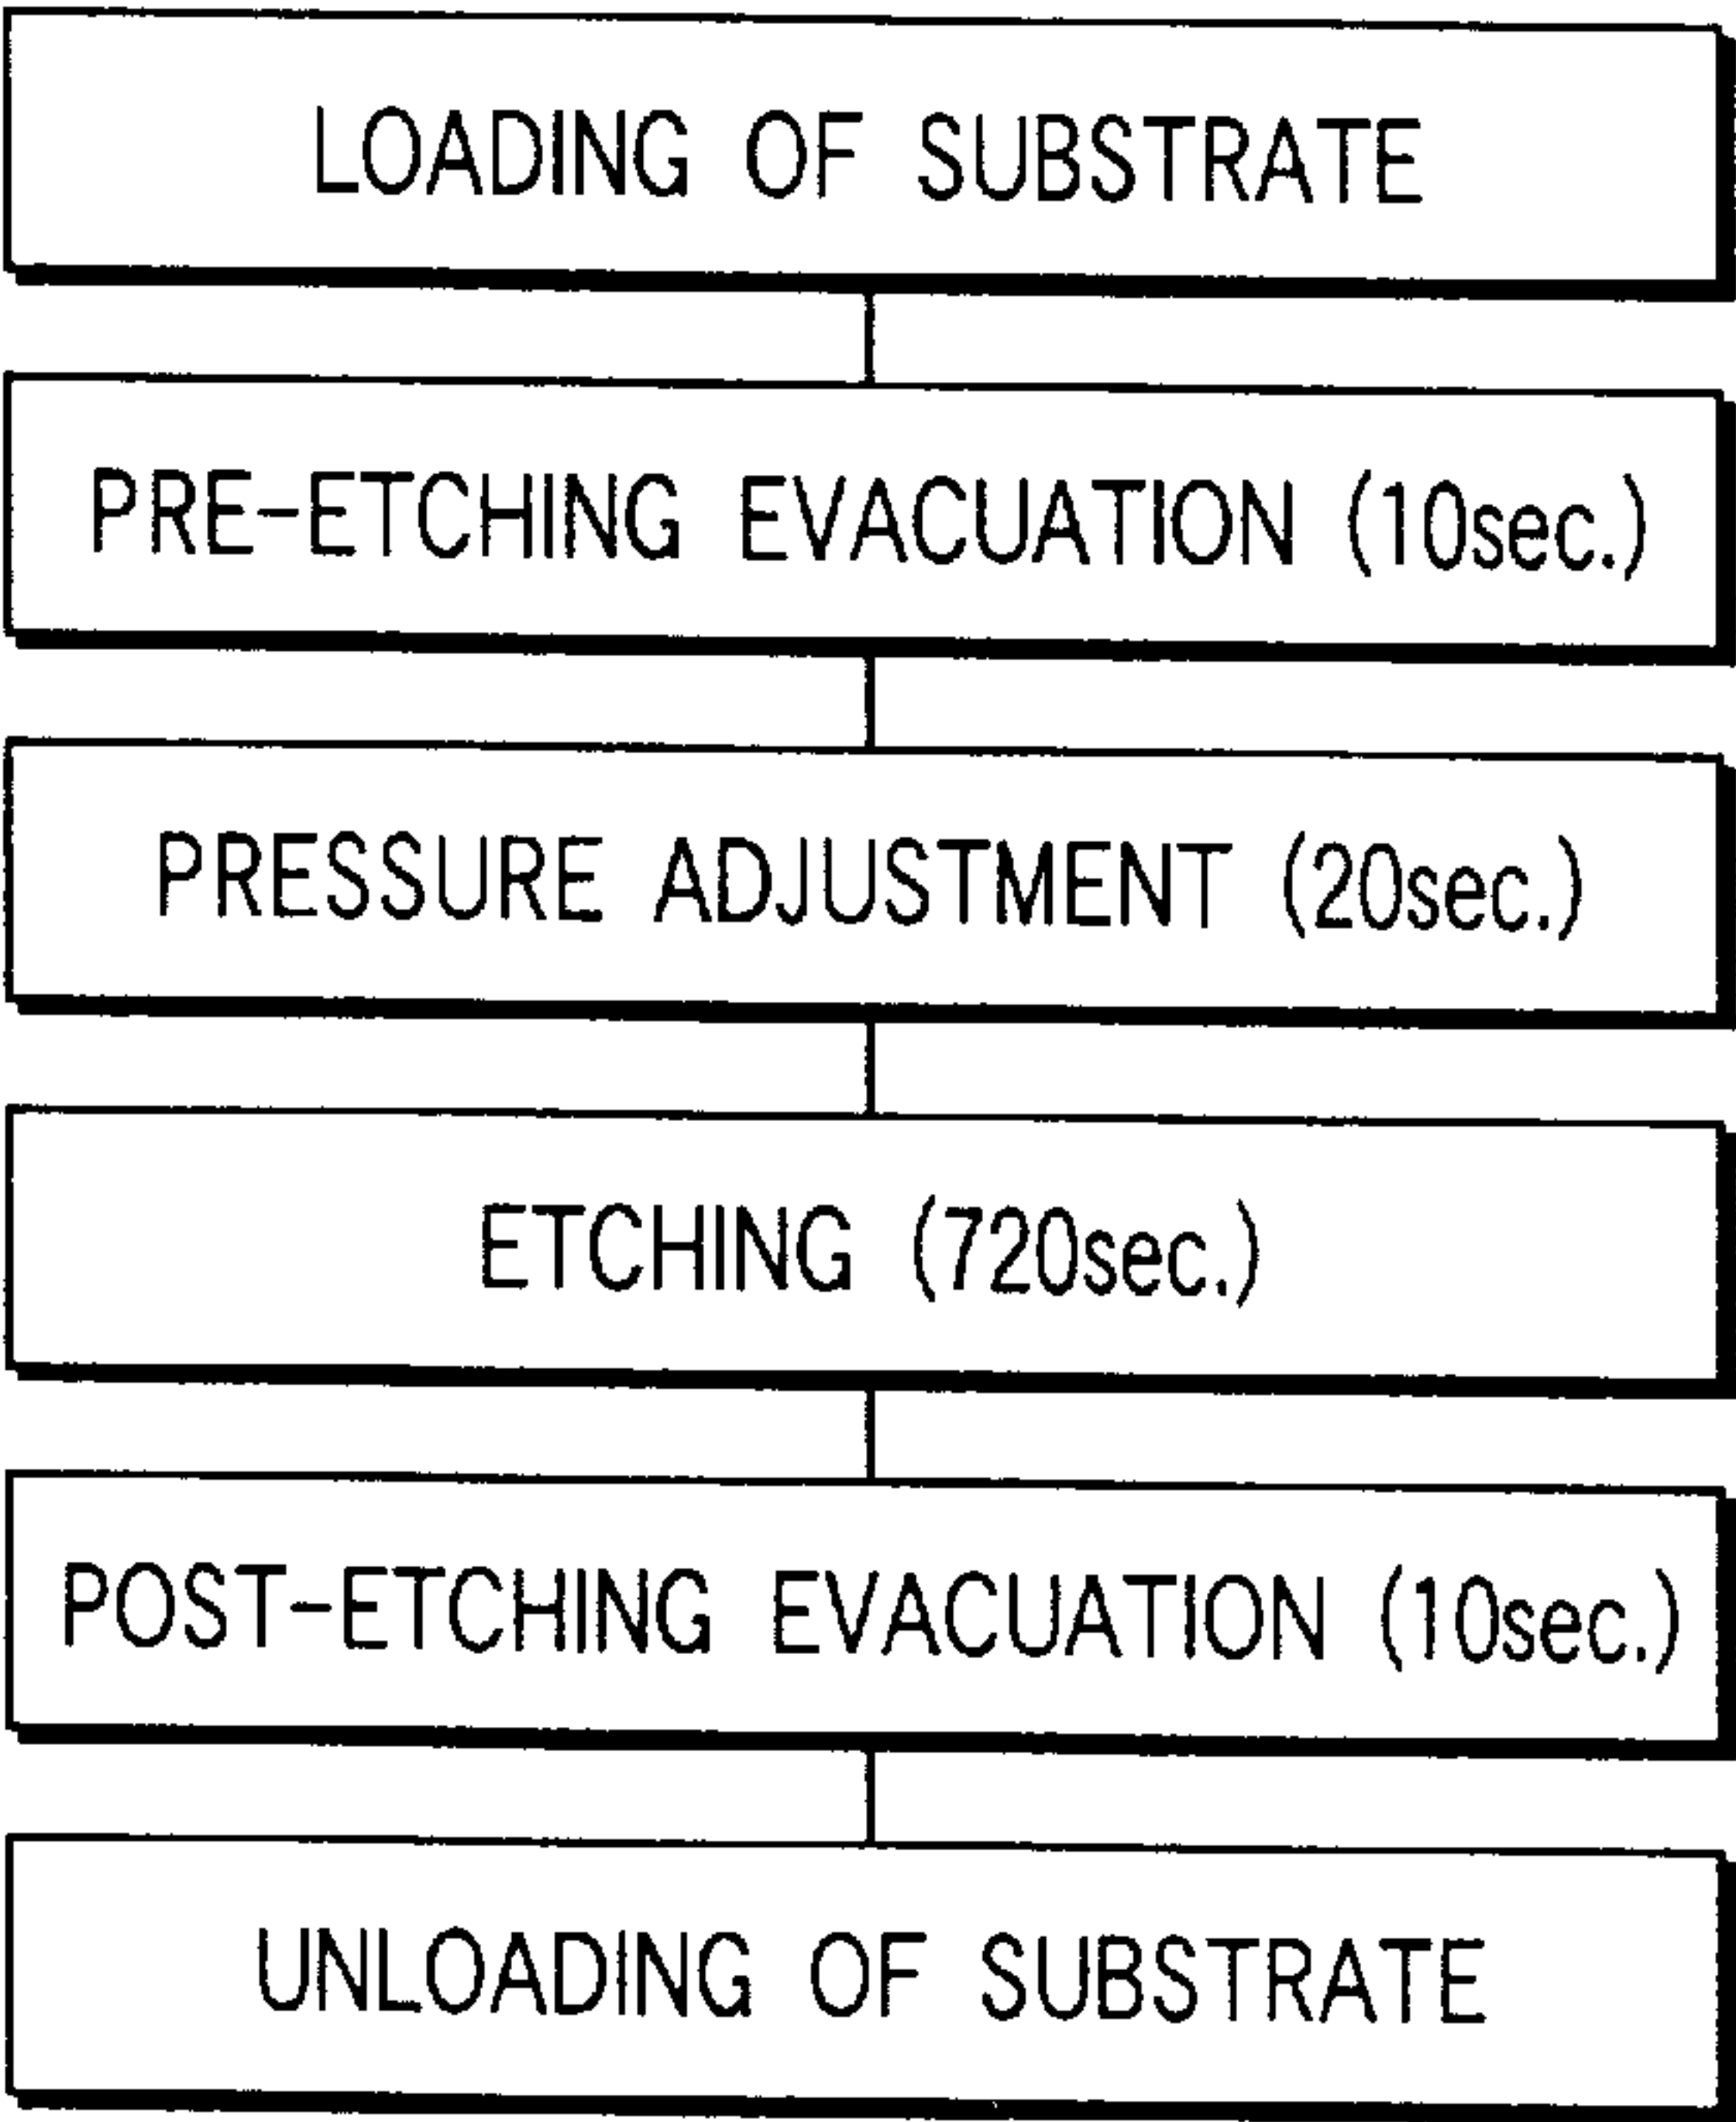 LOADING OF SUBSTRATE
PRE-ETCHING EVACUATION (10sec.)
PRESSURE ADJUSTMENT (20sec.)
ETCHING (720sec.)
POST-ETCHING EVACUATION (10sec.)
UNLOADING OF SUBSTRATE